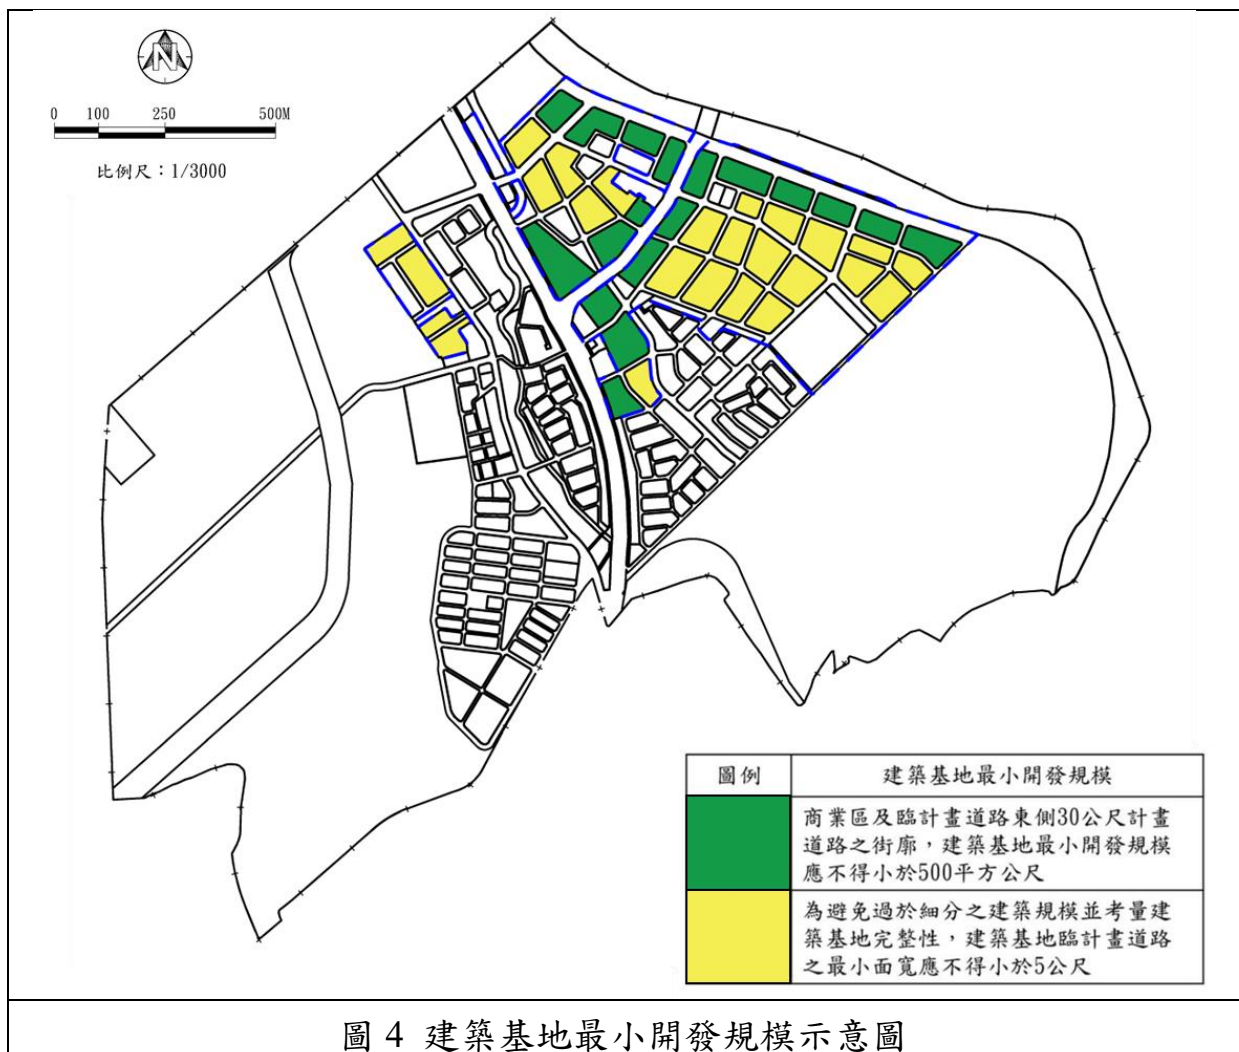 N
0 100 250 500M
比例尺：1/3000
圖例 建築基地最小開發規模
商業區及臨計畫道路東側30公尺計畫
道路之街廓，建築基地最小開發規模
應不得小於500平方公尺
為避免過於細分之建築規模並考量建
築基地完整性，建築基地臨計畫道路
之最小面寬應不得小於5公尺
圖 4 建築基地最小開發規模示意圖